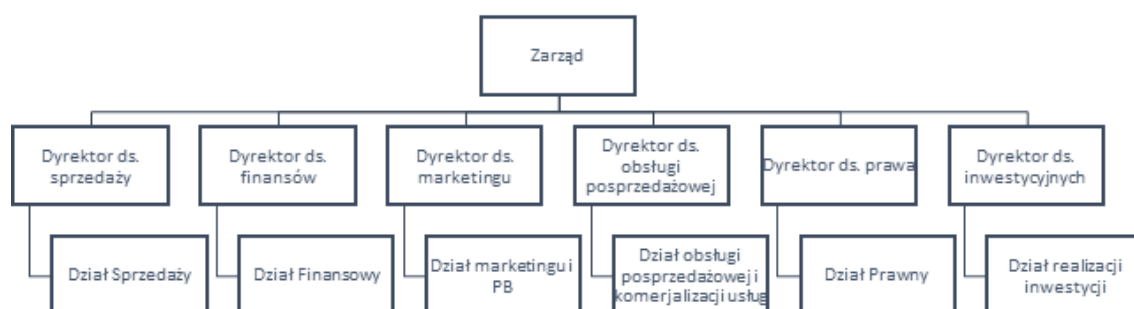 Zarząd
Dyrektor ds.
sprzedaży
Dyrektor ds.
finansów
Dyrektor ds.
marketingu
Dyrektor ds.
obsługi
posprzedażowej
Dyrektor ds. prawa
Dyrektor ds.
inwestycyjnych
Dział Sprzedaży
Dział Finansowy
Dział marketingu i
PB
Dział obsługi
posprzedażowej i
komerjalizacji usług
Dział Prawny
Dział realizacji
inwestycji